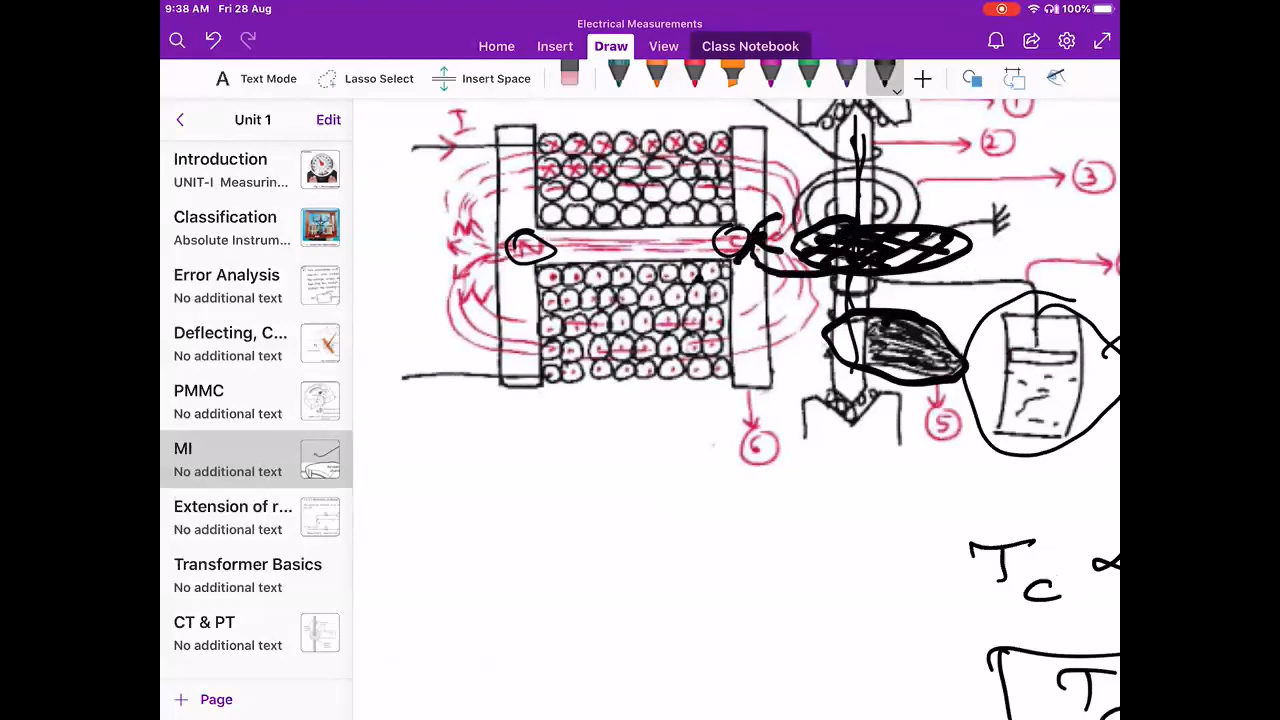 9:38 AM Fri 28 Aug
100%
Electrical Measurements
Home Insert Draw View Class Notebook
Text Mode Lasso Select Insert Space
Unit 1 Edit
Introduction
UNIT-I Measurin...
Classification
Absolute Instrum...
Error Analysis
No additional text
Deflecting, C...
No additional text
PMMC
No additional text
MI
No additional text
Extension of r...
No additional text
Transformer Basics
No additional text
CT & PT
No additional text
+ Page
I
1
2
3
N
5
6
Tc ∝